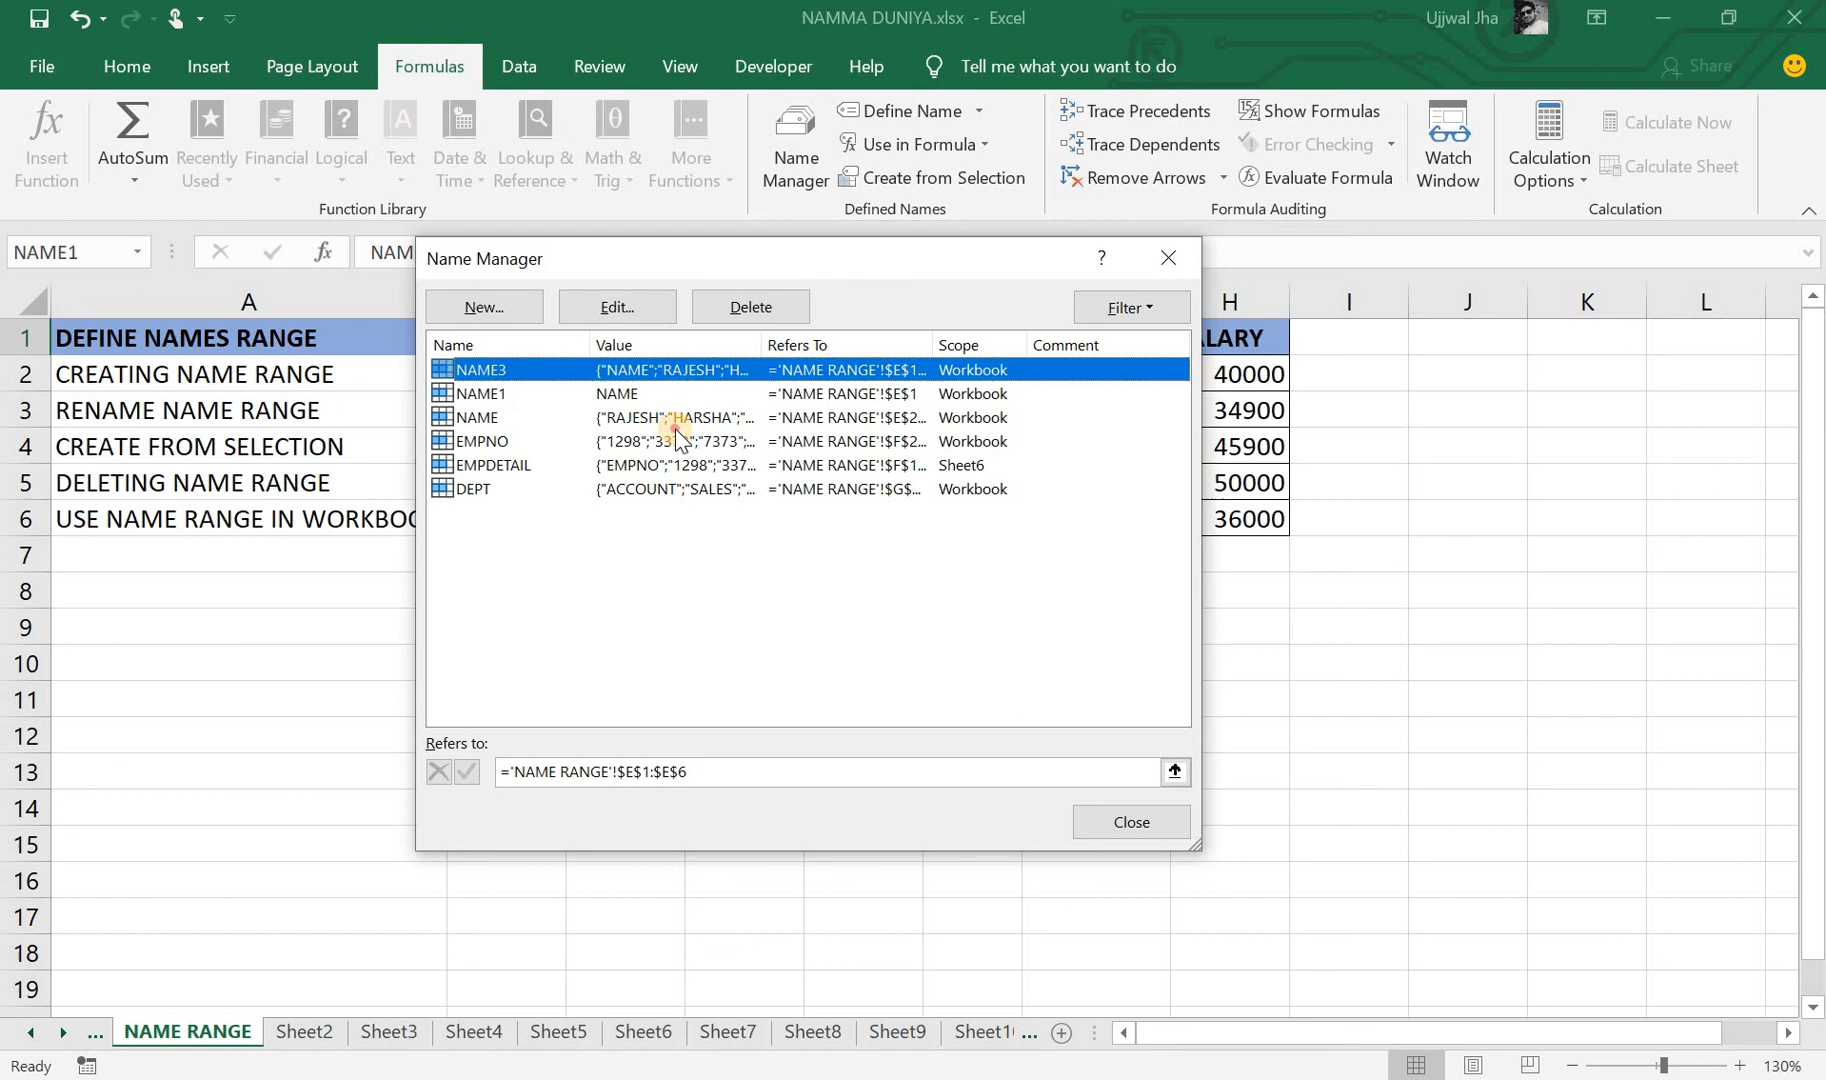 NAMMA DUNIYA.xlsx - Excel
Ujjwal Jha
File Home Insert Page Layout Formulas Data Review View Developer Help Tell me what you want to do Share
Insert Function
AutoSum
Recently Used
Financial
Logical
Text
Date & Time
Lookup & Reference
Math & Trig
More Functions
Function Library
Name Manager
Define Name
Use in Formula
Create from Selection
Defined Names
Trace Precedents
Trace Dependents
Remove Arrows
Show Formulas
Error Checking
Evaluate Formula
Formula Auditing
Watch Window
Calculation Options
Calculate Now
Calculate Sheet
Calculation
NAME1 fx NAM
Name Manager ?
New... Edit... Delete Filter
Name Value Refers To Scope Comment
NAME3 {"NAME";"RAJESH";"H... ='NAME RANGE'!$E$1... Workbook
NAME1 NAME ='NAME RANGE'!$E$1 Workbook
NAME {"RAJESH";"HARSHA";"... ='NAME RANGE'!$E$2... Workbook
EMPNO {"1298";"337 ";"7373";... ='NAME RANGE'!$F$2... Workbook
EMPDETAIL {"EMPNO";"1298";"337... ='NAME RANGE'!$F$1... Sheet6
DEPT {"ACCOUNT";"SALES";"... ='NAME RANGE'!$G$... Workbook
Refers to:
='NAME RANGE'!$E$1:$E$6
Close
A H I J K L
1 DEFINE NAMES RANGE LARY
2 CREATING NAME RANGE 40000
3 RENAME NAME RANGE 34900
4 CREATE FROM SELECTION 45900
5 DELETING NAME RANGE 50000
6 USE NAME RANGE IN WORKBOO 36000
7
8
9
10
11
12
13
14
15
16
17
18
19
... NAME RANGE Sheet2 Sheet3 Sheet4 Sheet5 Sheet6 Sheet7 Sheet8 Sheet9 Sheet1 ...
Ready 130%